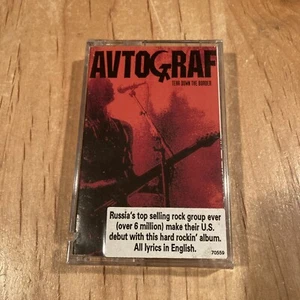 AVTOGRAF
TEAR DOWN THE BORDER
Russia's top selling rock group ever
(over 6 million) make their U.S.
debut with this hard rockin' album.
All lyrics in English.
70559